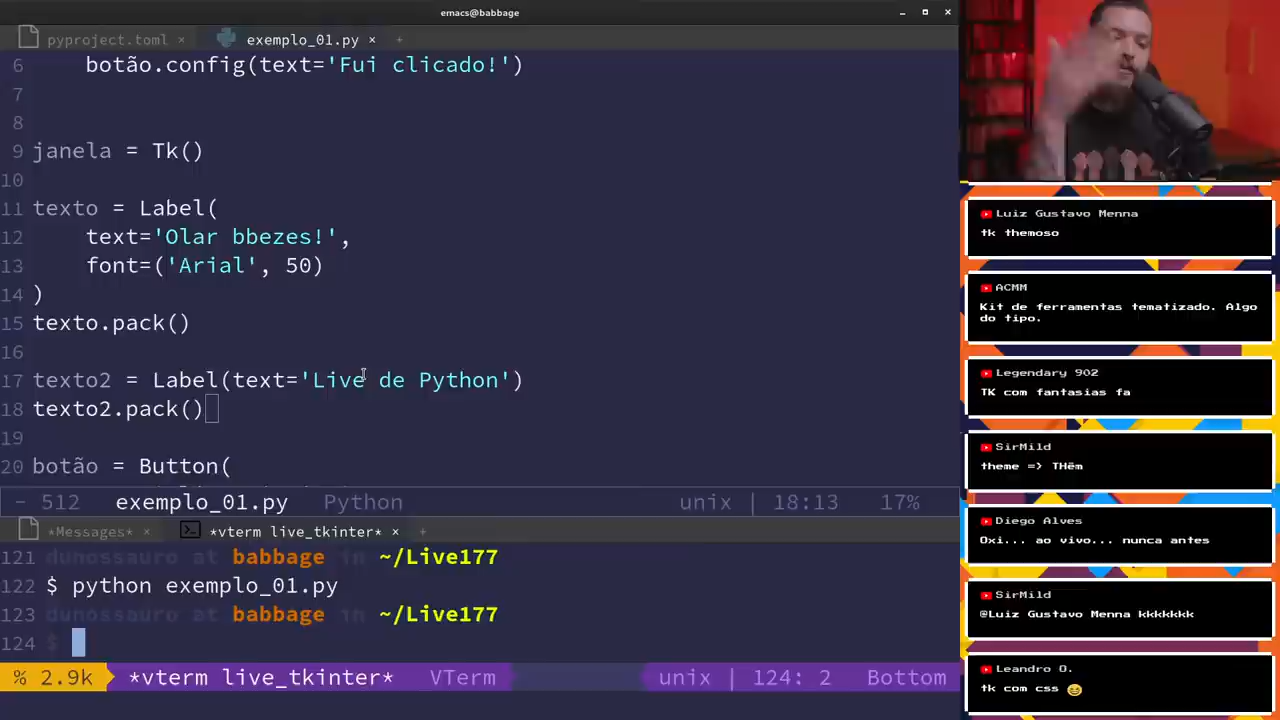 emacs@babbage
pyproject.toml × exemplo_01.py × +
6 botão.config(text='Fui clicado!')
7
8
9 janela = Tk()
10
11 texto = Label(
12 text='Olar bbezes!',
13 font=('Arial', 50)
14 )
15 texto.pack()
16
17 texto2 = Label(text='Live de Python')
18 texto2.pack()
19
20 botão = Button(
- 512 exemplo_01.py Python unix | 18:13 17%
*Messages* × *vterm live_tkinter* × +
121 dunossauro at babbage in ~/Live177
122 $ python exemplo_01.py
123 dunossauro at babbage in ~/Live177
124 $
% 2.9k *vterm live_tkinter* VTerm unix | 124: 2 Bottom
Luiz Gustavo Menna
tk themoso
ACMM
Kit de ferramentas tematizado. Algo
do tipo.
Legendary 902
TK com fantasias fa
SirMild
theme => THēm
Diego Alves
Oxi... ao vivo... nunca antes
SirMild
@Luiz Gustavo Menna kkkkkkk
Leandro O.
tk com css 😄